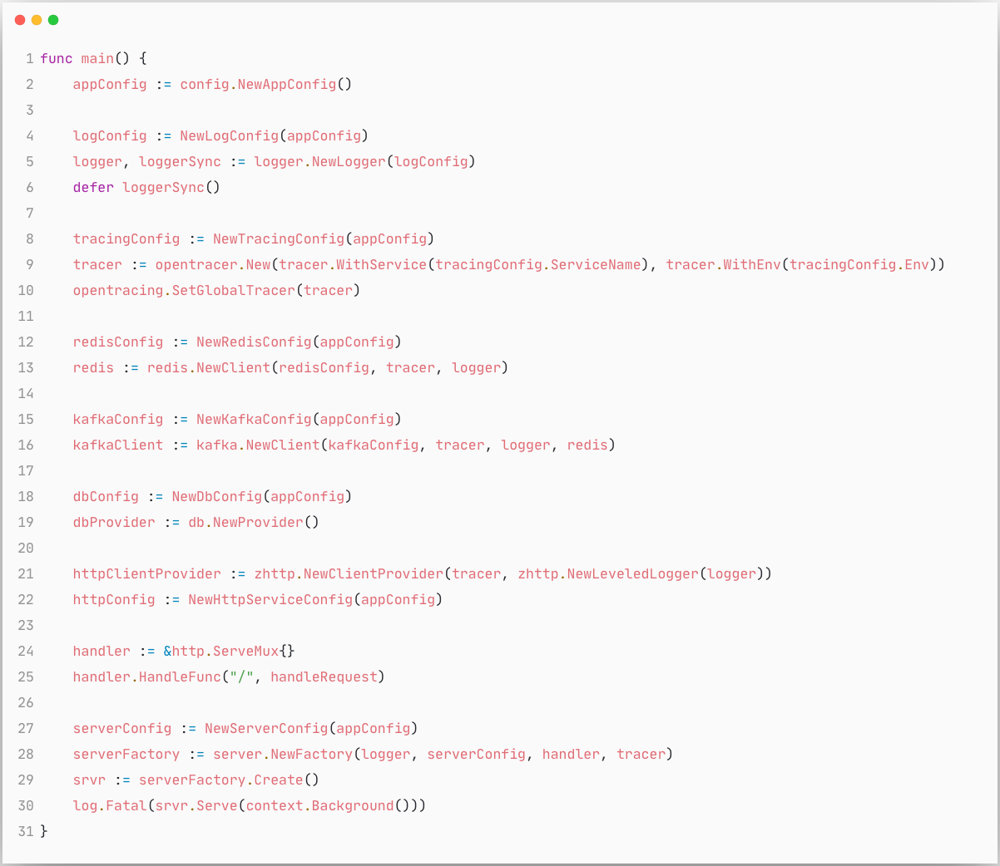 1 func main() {
2     appConfig := config.NewAppConfig()
3
4     logConfig := NewLogConfig(appConfig)
5     logger, loggerSync := logger.NewLogger(logConfig)
6     defer loggerSync()
7
8     tracingConfig := NewTracingConfig(appConfig)
9     tracer := opentracer.New(tracer.WithService(tracingConfig.ServiceName), tracer.WithEnv(tracingConfig.Env))
10     opentracing.SetGlobalTracer(tracer)
11
12     redisConfig := NewRedisConfig(appConfig)
13     redis := redis.NewClient(redisConfig, tracer, logger)
14
15     kafkaConfig := NewKafkaConfig(appConfig)
16     kafkaClient := kafka.NewClient(kafkaConfig, tracer, logger, redis)
17
18     dbConfig := NewDbConfig(appConfig)
19     dbProvider := db.NewProvider()
20
21     httpClientProvider := zhttp.NewClientProvider(tracer, zhttp.NewLeveledLogger(logger))
22     httpConfig := NewHttpServiceConfig(appConfig)
23
24     handler := &http.ServeMux{}
25     handler.HandleFunc("/", handleRequest)
26
27     serverConfig := NewServerConfig(appConfig)
28     serverFactory := server.NewFactory(logger, serverConfig, handler, tracer)
29     srvr := serverFactory.Create()
30     log.Fatal(srvr.Serve(context.Background()))
31 }